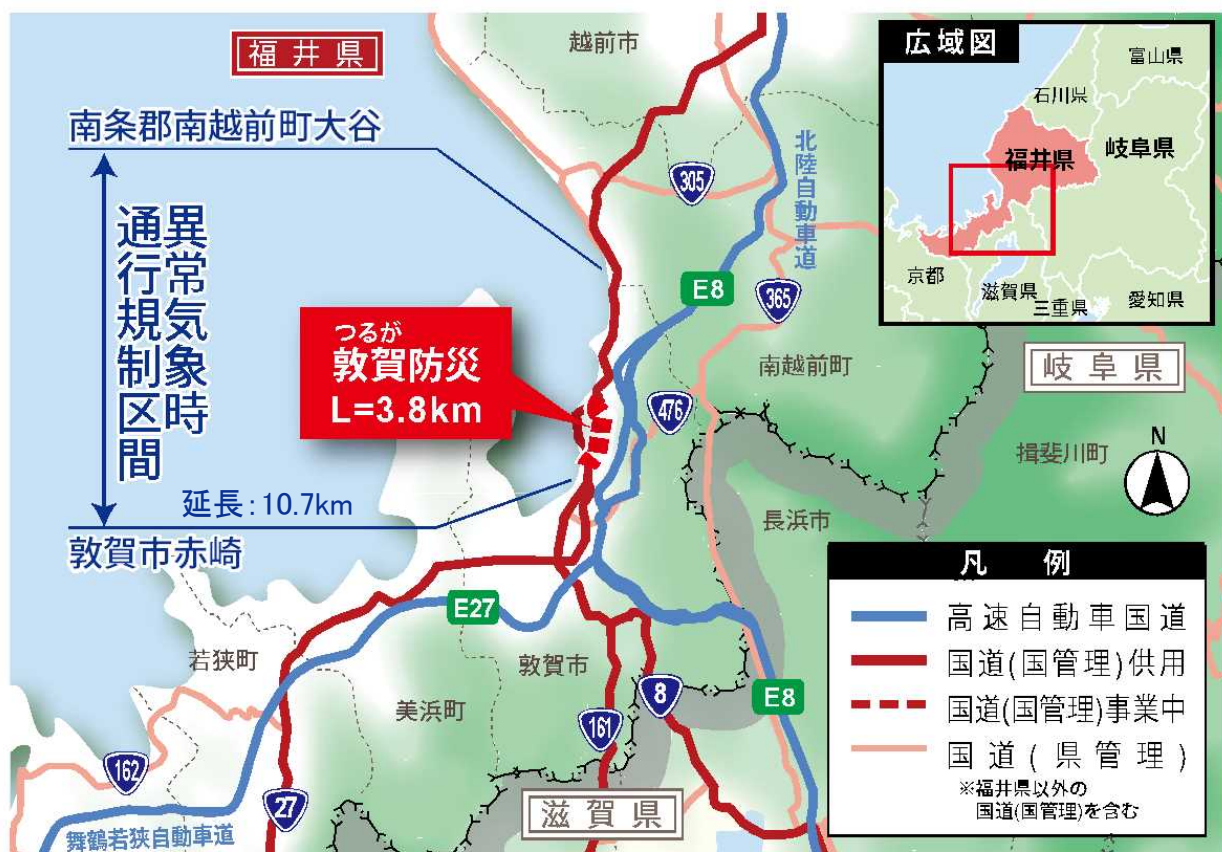 福井県
越前市
南条郡南越前町大谷
異常気象時
通行規制区間
延長：10.7km
敦賀市赤崎
つるが
敦賀防災
L=3.8km
305
北陸自動車道
E8
365
南越前町
476
岐阜県
揖斐川町
N
長浜市
E27
若狭町
敦賀市
美浜町
8
E8
161
162
27
滋賀県
舞鶴若狭自動車道
広域図
富山県
石川県
福井県
岐阜県
京都
滋賀県
三重県
愛知県
凡例
高速自動車国道
国道(国管理)供用
国道(国管理)事業中
国道(県管理)
※福井県以外の
国道(国管理)を含む